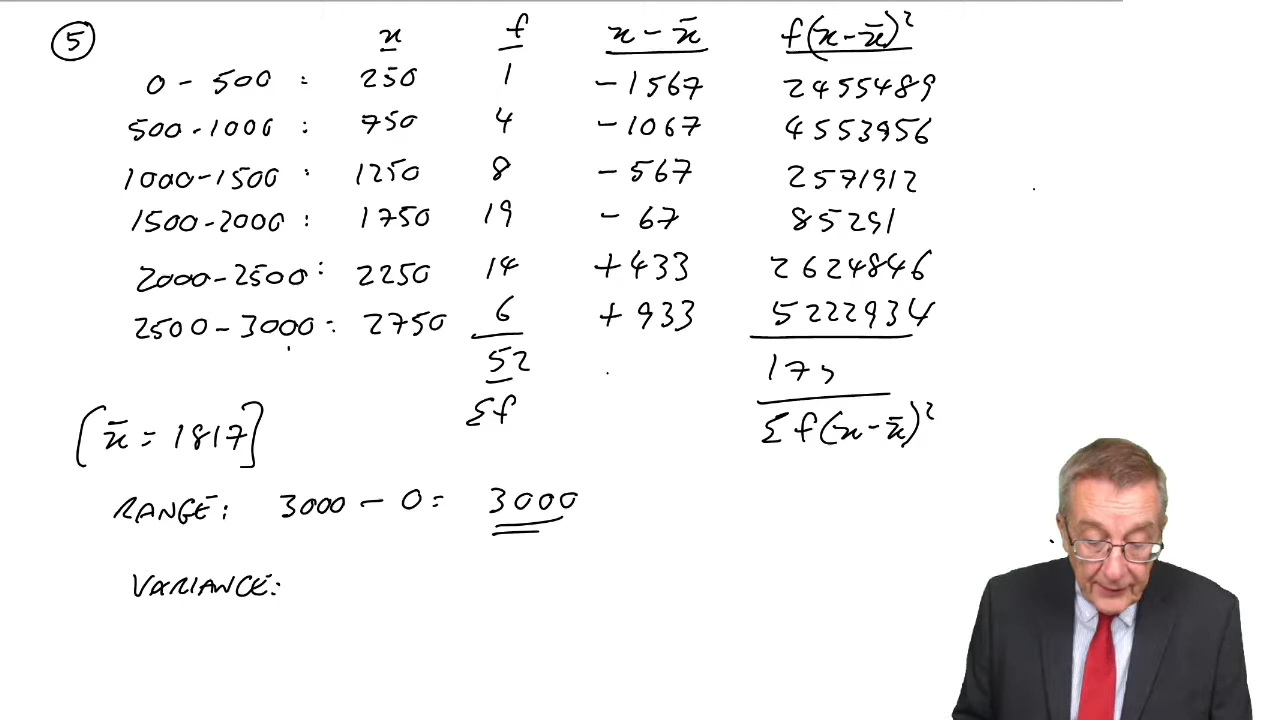 5 x f x - x̄ f(x-x̄)²
0 - 500 : 250 1 - 1567 2455489
500 - 1000 : 750 4 - 1067 4553956
1000 - 1500 : 1250 8 - 567 2571912
1500 - 2000 : 1750 19 - 67 85291
2000 - 2500 : 2250 14 + 433 2624846
2500 - 3000 : 2750 6 + 933 5222934
52 17
Σf Σf(x-x̄)²
[x̄ = 1817]
RANGE: 3000 - 0 = 3000
VARIANCE: